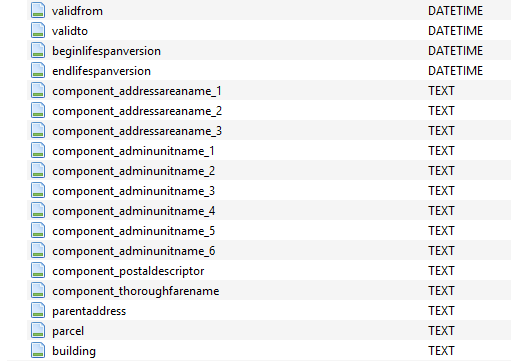 validfrom DATETIME
validto DATETIME
beginlifespanversion DATETIME
endlifespanversion DATETIME
component_addressareaname_1 TEXT
component_addressareaname_2 TEXT
component_addressareaname_3 TEXT
component_adminunitname_1 TEXT
component_adminunitname_2 TEXT
component_adminunitname_3 TEXT
component_adminunitname_4 TEXT
component_adminunitname_5 TEXT
component_adminunitname_6 TEXT
component_postaldescriptor TEXT
component_thoroughfarename TEXT
parentaddress TEXT
parcel TEXT
building TEXT